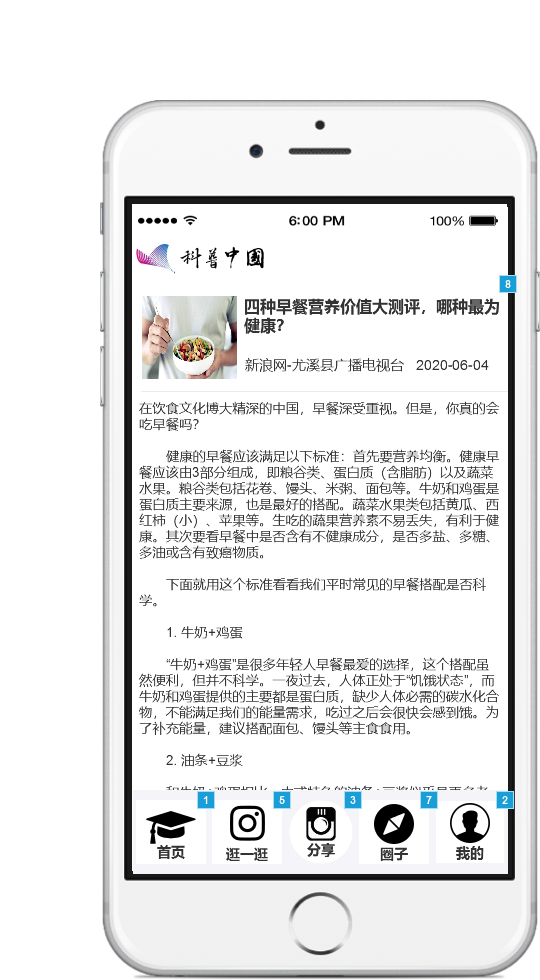 6:00 PM
100%
科普中国
8
四种早餐营养价值大测评，哪种最为
健康？
新浪网-尤溪县广播电视台 2020-06-04
在饮食文化博大精深的中国，早餐深受重视。但是，你真的会
吃早餐吗？
健康的早餐应该满足以下标准：首先要营养均衡。健康早
餐应该由3部分组成，即粮谷类、蛋白质（含脂肪）以及蔬菜
水果。粮谷类包括花卷、馒头、米粥、面包等。牛奶和鸡蛋是
蛋白质主要来源，也是最好的搭配。蔬菜水果类包括黄瓜、西
红柿（小）、苹果等。生吃的蔬果营养素不易丢失，有利于健
康。其次要看早餐中是否含有不健康成分，是否多盐、多糖、
多油或含有致癌物质。
下面就用这个标准看看我们平时常见的早餐搭配是否科
学。
1. 牛奶+鸡蛋
“牛奶+鸡蛋”是很多年轻人早餐最爱的选择，这个搭配虽
然便利，但并不科学。一夜过去，人体正处于“饥饿状态”，而
牛奶和鸡蛋提供的主要都是蛋白质，缺少人体必需的碳水化合
物，不能满足我们的能量需求，吃过之后会很快会感到饿。为
了补充能量，建议搭配面包、馒头等主食食用。
2. 油条+豆浆
1 5 3 7 2
首页 逛一逛 分享 圈子 我的